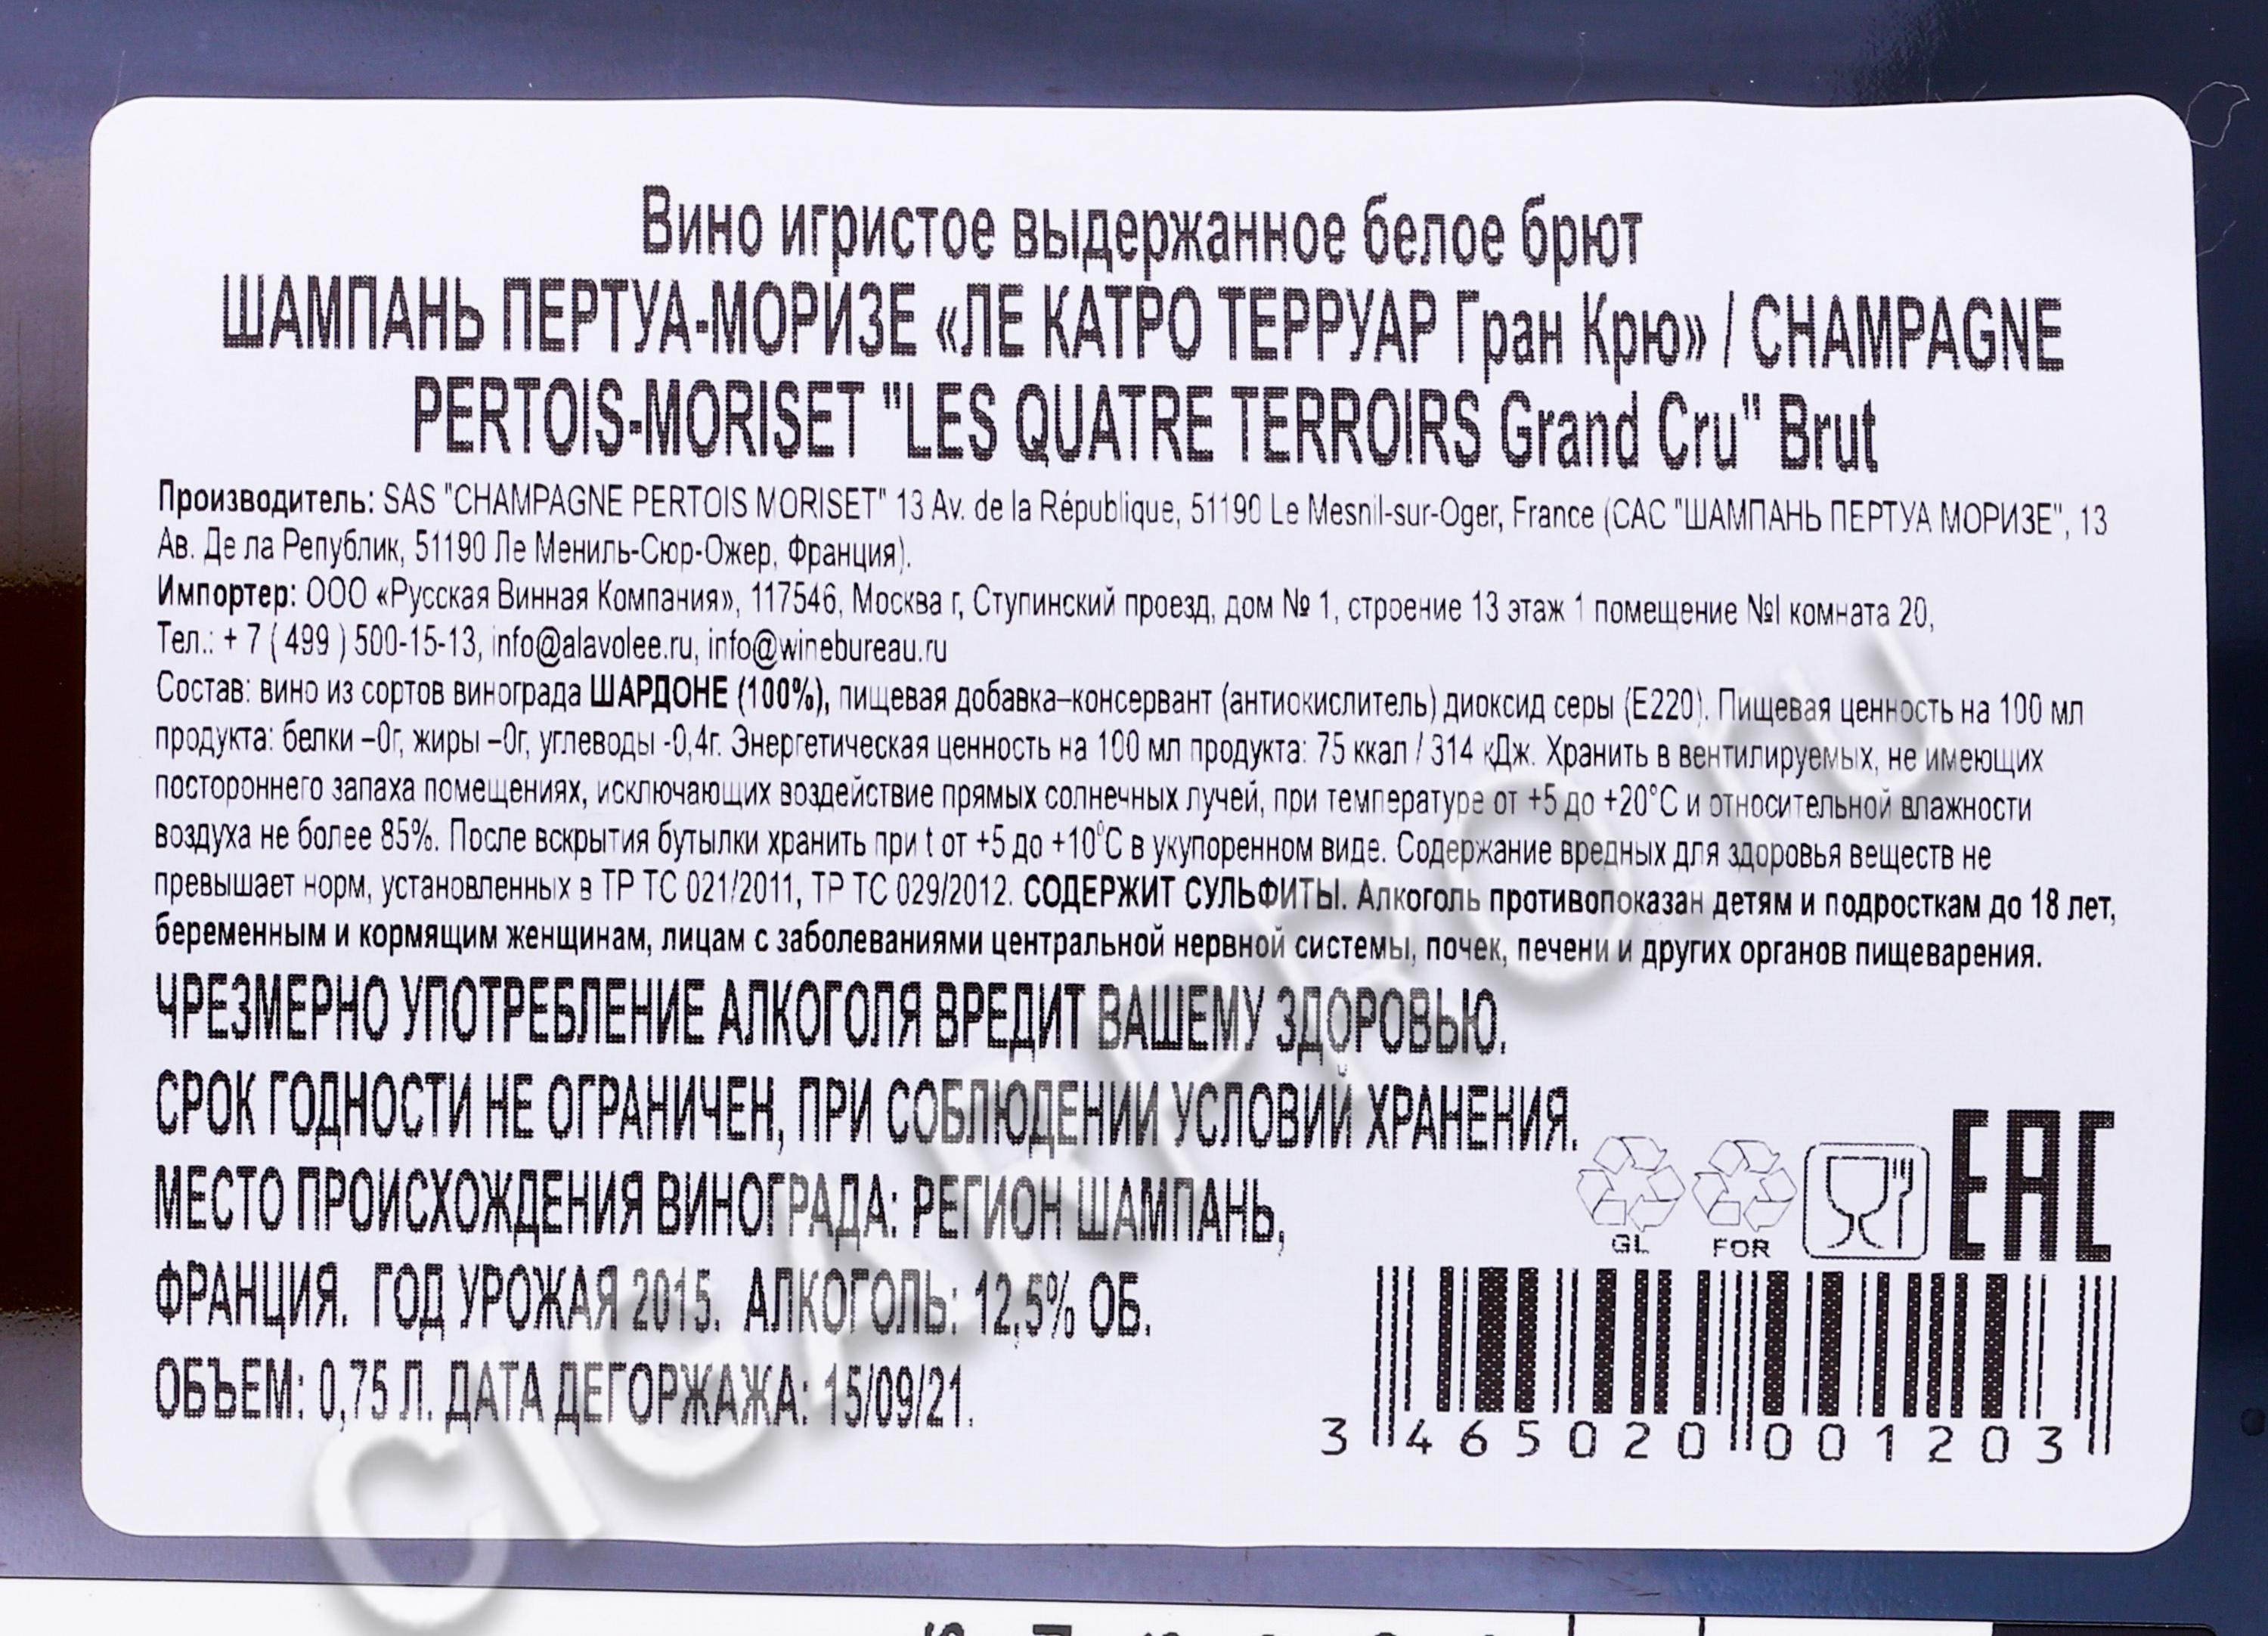 Вино игристое выдержанное белое брют
ШАМПАНЬ ПЕРТУА-МОРИЗЕ «ЛЕ КАТРО ТЕРРУАР Гран Крю» / CHAMPAGNE
PERTOIS-MORISET "LES QUATRE TERROIRS Grand Cru" Brut
Производитель: SAS "CHAMPAGNE PERTOIS MORISET" 13 Av. de la République, 51190 Le Mesnil-sur-Oger, France (САС "ШАМПАНЬ ПЕРТУА МОРИЗЕ", 13
Ав. Де ла Републик, 51190 Ле Мениль-Сюр-Ожер, Франция).
Импортер: ООО «Русская Винная Компания», 117546, Москва г, Ступинский проезд, дом № 1, строение 13 этаж 1 помещение №I комната 20,
Тел.: + 7 ( 499 ) 500-15-13, info@alavolee.ru, info@winebureau.ru
Состав: вино из сортов винограда ШАРДОНЕ (100%), пищевая добавка–консервант (антиокислитель) диоксид серы (Е220). Пищевая ценность на 100 мл
продукта: белки –0г, жиры –0г, углеводы -0,4г. Энергетическая ценность на 100 мл продукта: 75 ккал / 314 кДж. Хранить в вентилируемых, не имеющих
постороннего запаха помещениях, исключающих воздействие прямых солнечных лучей, при температуре от +5 до +20°С и относительной влажности
воздуха не более 85%. После вскрытия бутылки хранить при t от +5 до +10°С в укупоренном виде. Содержание вредных для здоровья веществ не
превышает норм, установленных в ТР ТС 021/2011, ТР ТС 029/2012. СОДЕРЖИТ СУЛЬФИТЫ. Алкоголь противопоказан детям и подросткам до 18 лет,
беременным и кормящим женщинам, лицам с заболеваниями центральной нервной системы, почек, печени и других органов пищеварения.
ЧРЕЗМЕРНО УПОТРЕБЛЕНИЕ АЛКОГОЛЯ ВРЕДИТ ВАШЕМУ ЗДОРОВЬЮ.
СРОК ГОДНОСТИ НЕ ОГРАНИЧЕН, ПРИ СОБЛЮДЕНИИ УСЛОВИЙ ХРАНЕНИЯ.
МЕСТО ПРОИСХОЖДЕНИЯ ВИНОГРАДА: РЕГИОН ШАМПАНЬ,
ФРАНЦИЯ. ГОД УРОЖАЯ 2015. АЛКОГОЛЬ: 12,5% ОБ.
ОБЪЕМ: 0,75 Л. ДАТА ДЕГОРЖАЖА: 15/09/21.
GL FOR EAC
3 465020 001203
CIGARPRO.ru